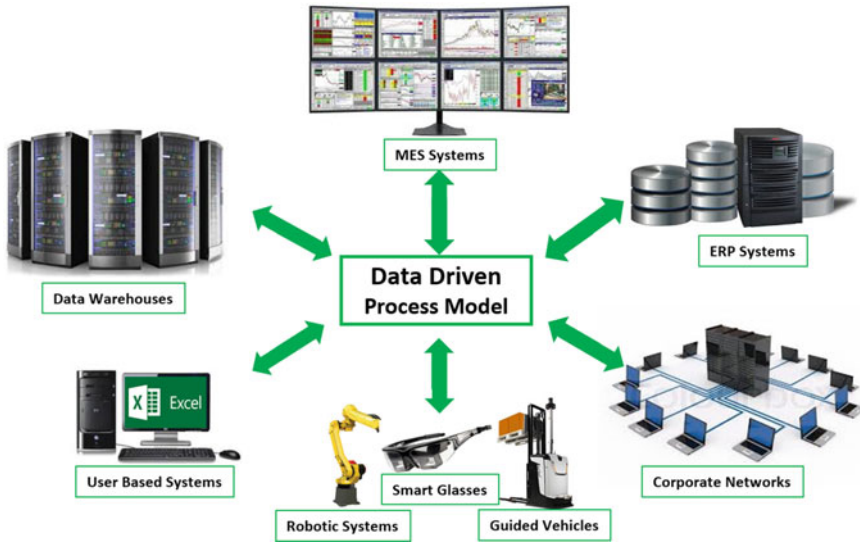 MES Systems
Data Warehouses
ERP Systems
Data Driven
Process Model
Excel
User Based Systems
Robotic Systems
Smart Glasses
Guided Vehicles
Corporate Networks